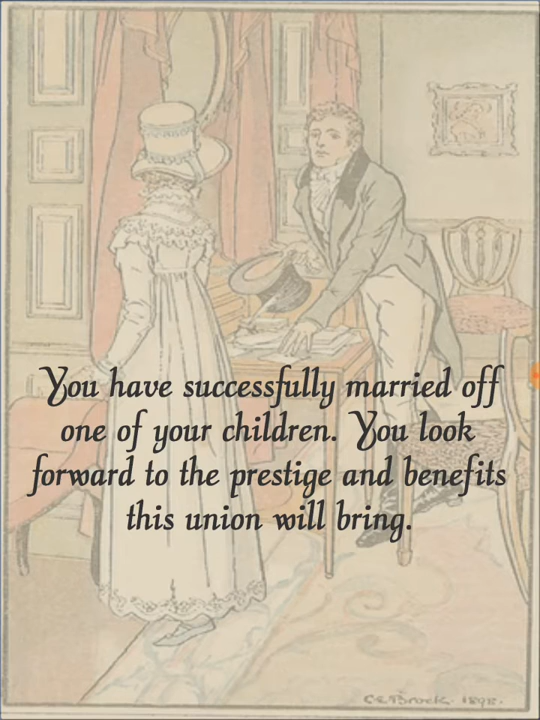 You have successfully married off
one of your children. You look
forward to the prestige and benefits
this union will bring.
C.E.Brock. 1898.